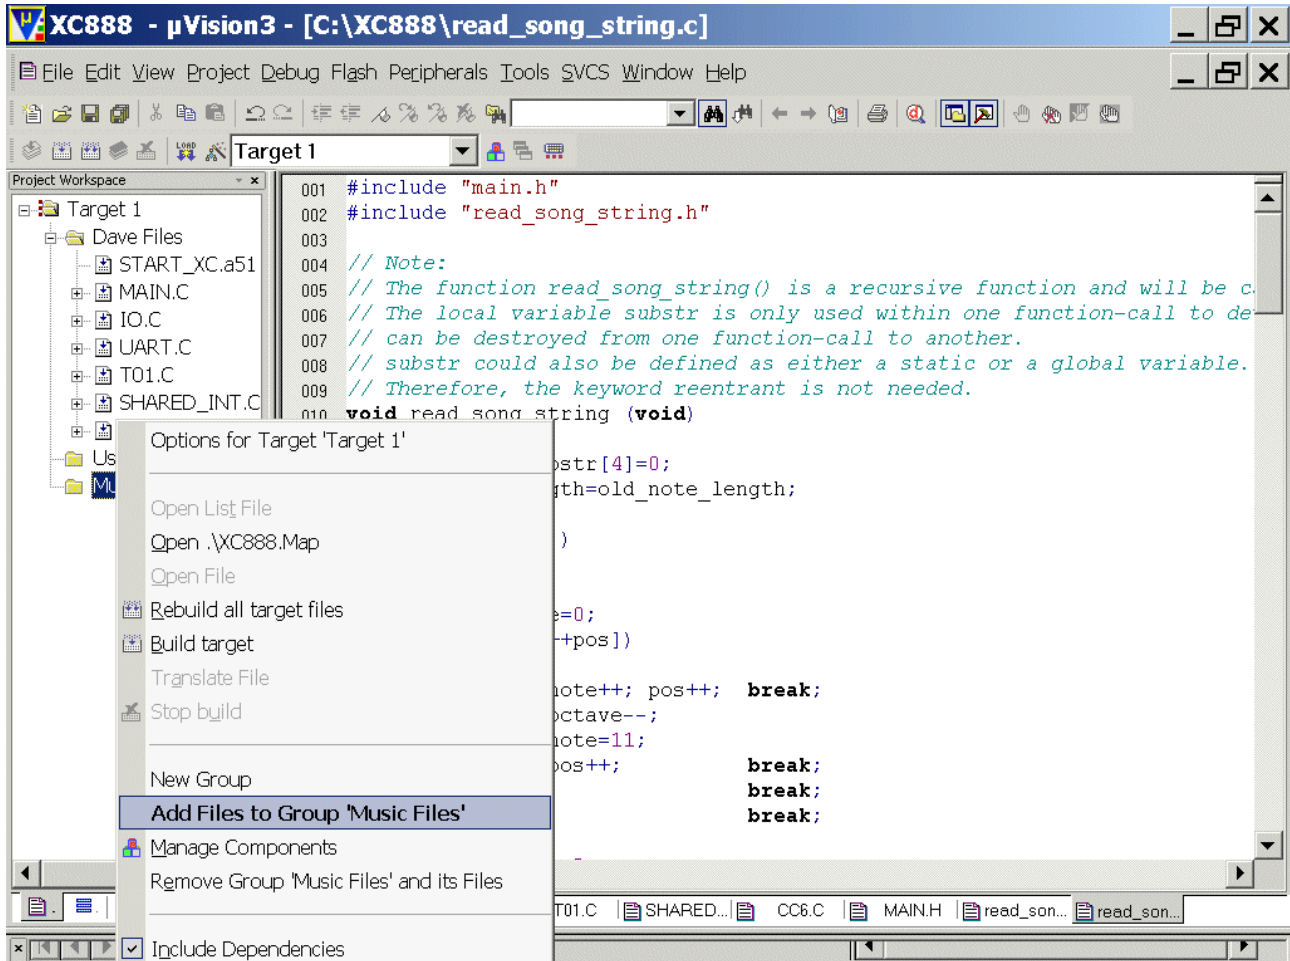 XC888 - µVision3 - [C:\XC888\read_song_string.c]
File Edit View Project Debug Flash Peripherals Tools SVCS Window Help
LOAD Target 1
Project Workspace
Target 1
Dave Files
START_XC.a51
MAIN.C
IO.C
UART.C
T01.C
SHARED_INT.C
Us
Mu
001 #include "main.h"
002 #include "read_song_string.h"
003
004 // Note:
005 // The function read_song_string() is a recursive function and will be c
006 // The local variable substr is only used within one function-call to de
007 // can be destroyed from one function-call to another.
008 // substr could also be defined as either a static or a global variable.
009 // Therefore, the keyword reentrant is not needed.
010 void read_song_string (void)
bstr[4]=0;
gth=old_note_length;
)
e=0;
++pos])
note++; pos++; break;
octave--;
note=11;
pos++; break;
break;
break;
Options for Target 'Target 1'
Open List File
Open .\XC888.Map
Open File
Rebuild all target files
Build target
Translate File
Stop build
New Group
Add Files to Group 'Music Files'
Manage Components
Remove Group 'Music Files' and its Files
Include Dependencies
T01.C SHARED... CC6.C MAIN.H read_son... read_son...